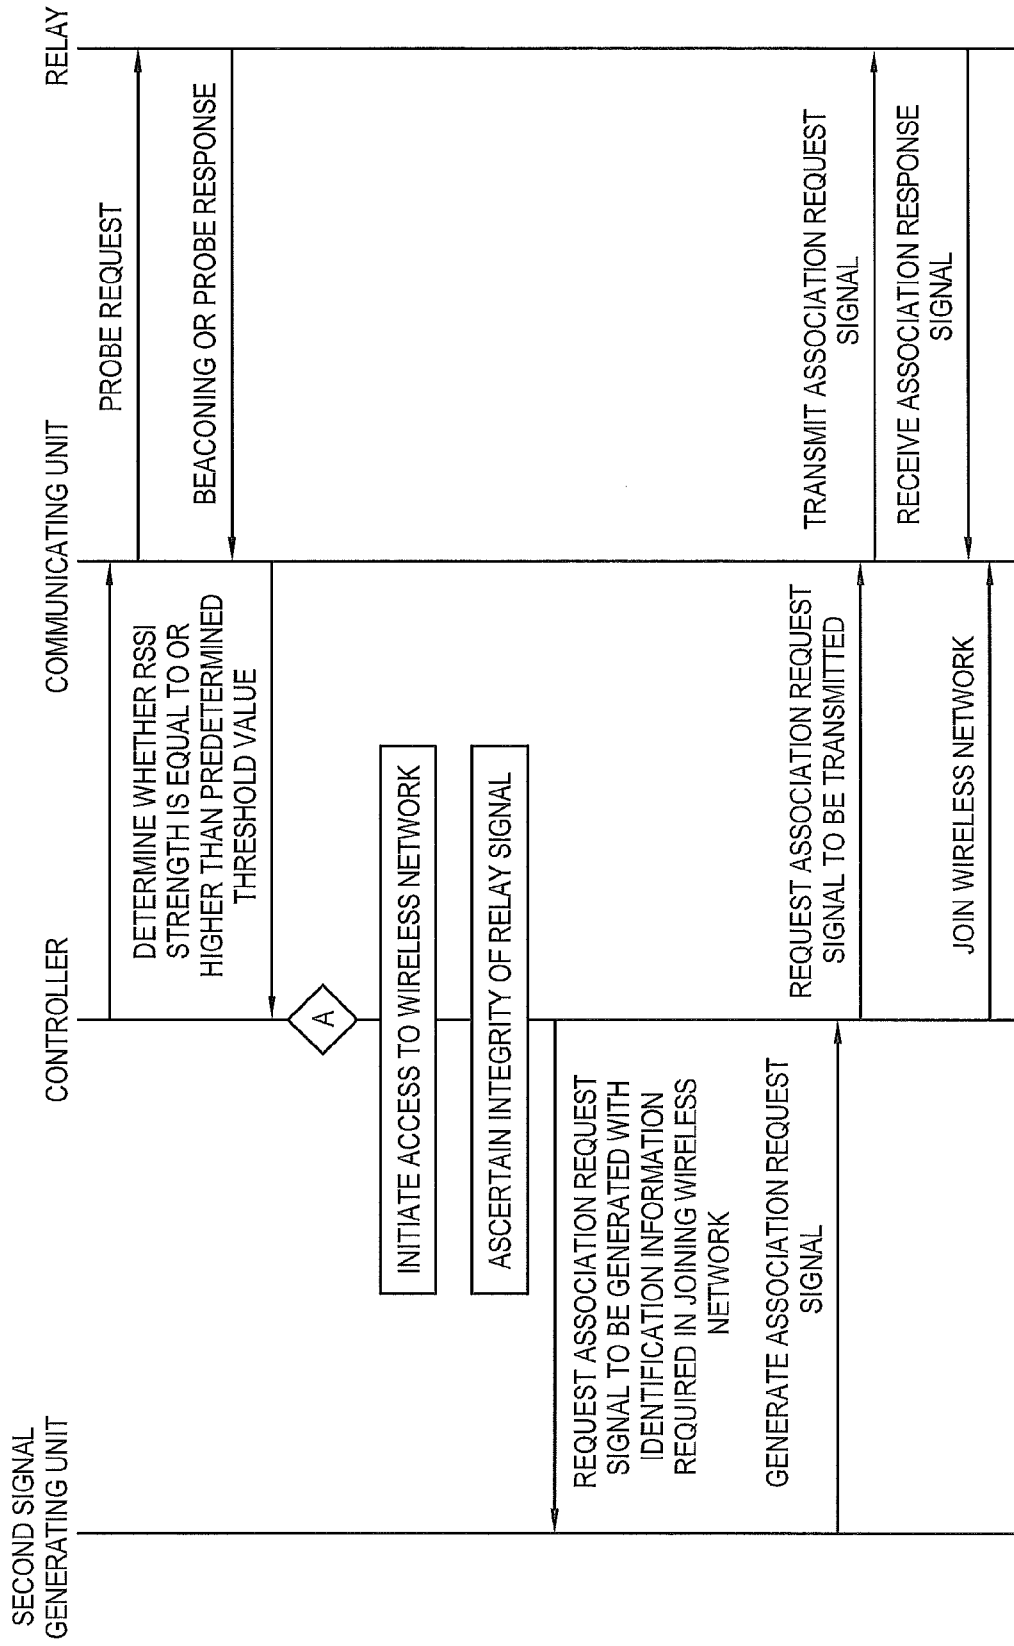 SECOND SIGNAL
GENERATING UNIT
CONTROLLER
COMMUNICATING UNIT
RELAY
PROBE REQUEST
DETERMINE WHETHER RSSI
STRENGTH IS EQUAL TO OR
HIGHER THAN PREDETERMINED
THRESHOLD VALUE
BEACONING OR PROBE RESPONSE
A
INITIATE ACCESS TO WIRELESS NETWORK
ASCERTAIN INTEGRITY OF RELAY SIGNAL
REQUEST ASSOCIATION REQUEST
SIGNAL TO BE GENERATED WITH
IDENTIFICATION INFORMATION
REQUIRED IN JOINING WIRELESS
NETWORK
GENERATE ASSOCIATION REQUEST
SIGNAL
REQUEST ASSOCIATION REQUEST
SIGNAL TO BE TRANSMITTED
TRANSMIT ASSOCIATION REQUEST
SIGNAL
RECEIVE ASSOCIATION RESPONSE
SIGNAL
JOIN WIRELESS NETWORK